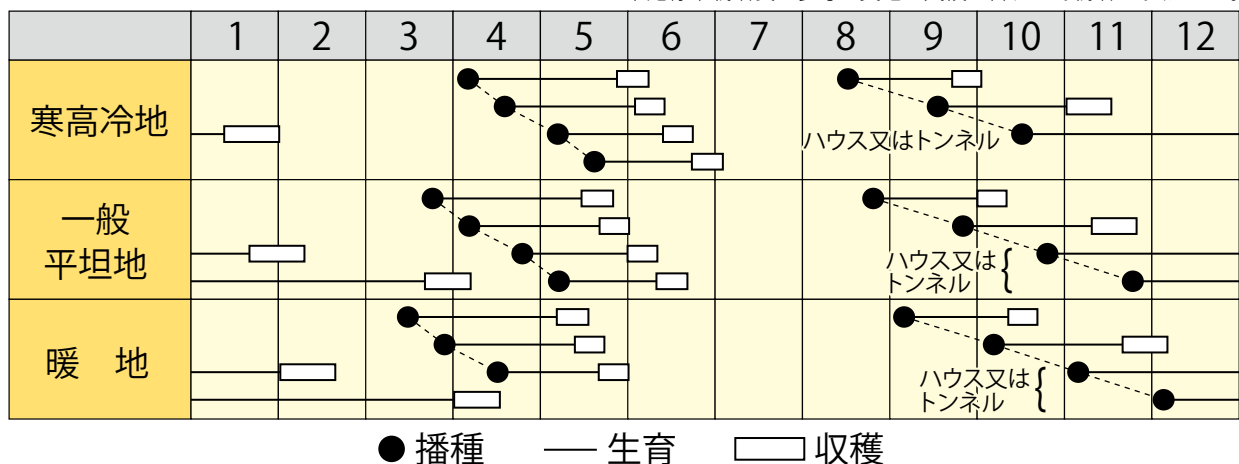 1 2 3 4 5 6 7 8 9 10 11 12
寒高冷地
ハウス又はトンネル
一般
平坦地
ハウス又は
トンネル
暖 地
ハウス又は
トンネル
播種 生育 収穫